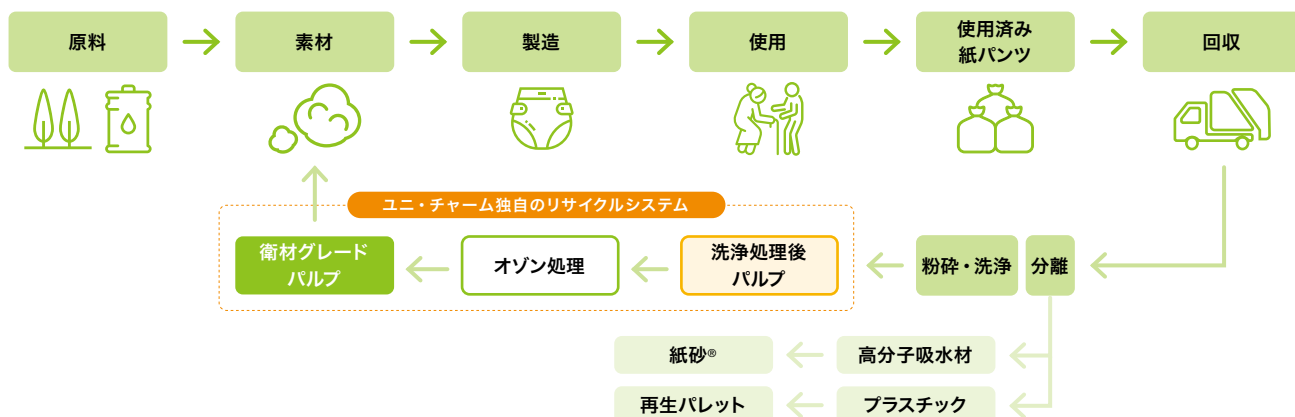 原料
素材
製造
使用
使用済み
紙パンツ
回収
ユニ・チャーム独自のリサイクルシステム
衛材グレード
パルプ
オゾン処理
洗浄処理後
パルプ
粉砕・洗浄
分離
紙砂®
高分子吸水材
再生パレット
プラスチック